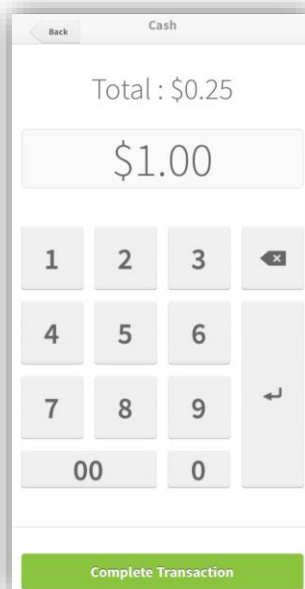 Back
Cash
Total : $0.25
$1.00
1 2 3
4 5 6
7 8 9
00 0
Complete Transaction